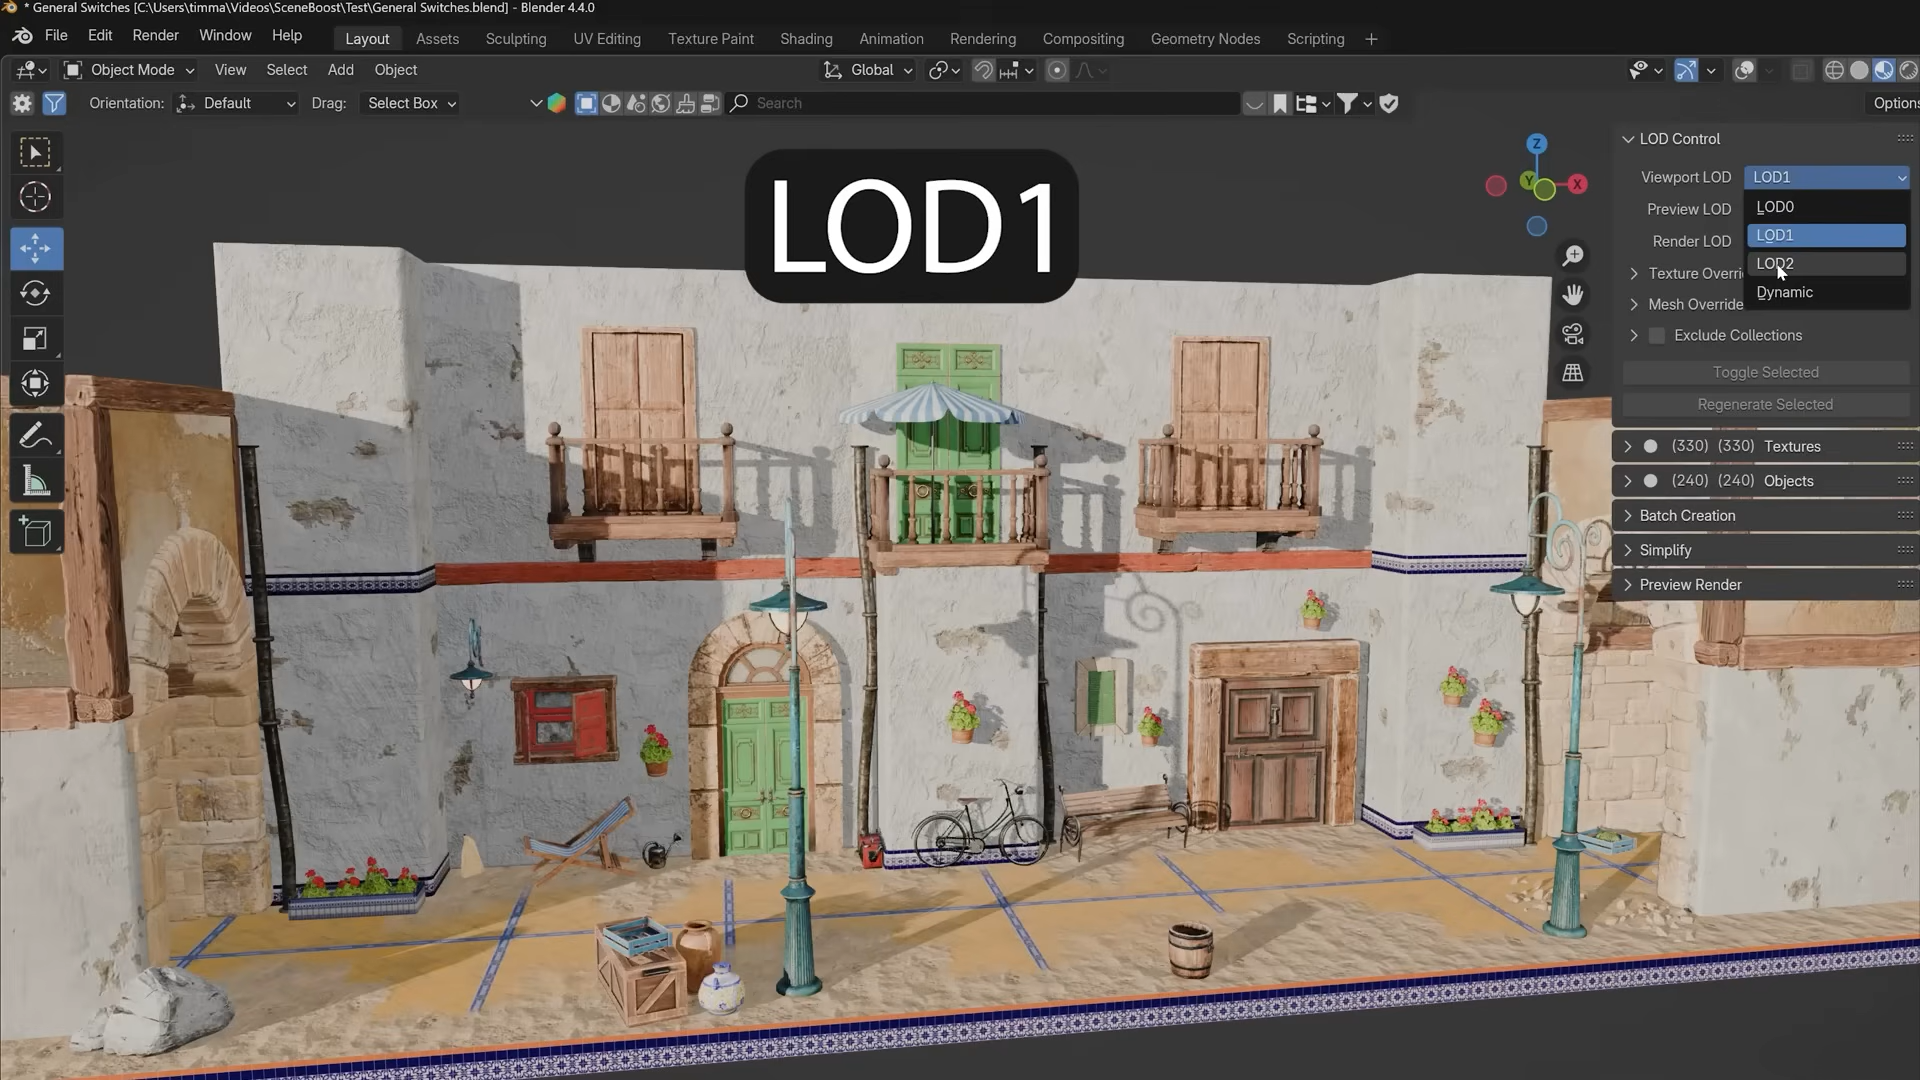 * General Switches [C:\Users\timma\Videos\SceneBoost\Test\General Switches.blend] - Blender 4.4.0
File Edit Render Window Help Layout Assets Sculpting UV Editing Texture Paint Shading Animation Rendering Compositing Geometry Nodes Scripting +
Object Mode View Select Add Object Global
Orientation: Default Drag: Select Box Search Options
LOD Control
Viewport LOD LOD1
LOD1
Z
Y
X
Preview LOD LOD0
Render LOD LOD1
LOD2
Texture Overri
Dynamic
Mesh Override
Exclude Collections
Toggle Selected
Regenerate Selected
(330) (330) Textures
(240) (240) Objects
Batch Creation
Simplify
Preview Render